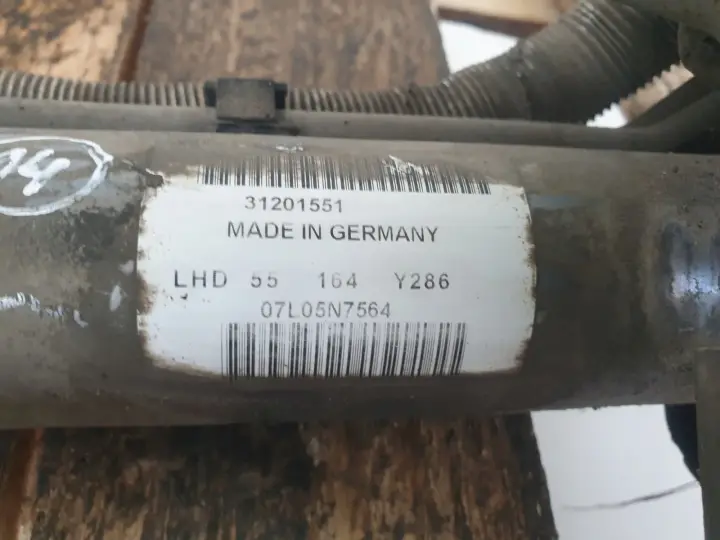 31201551
MADE IN GERMANY
LHD 55 164 Y286
07L05N7564